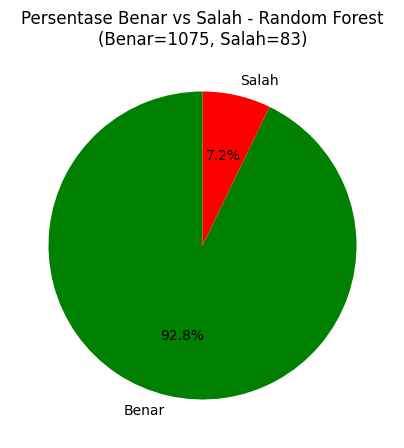 Persentase Benar vs Salah - Random Forest
(Benar=1075, Salah=83)
Salah
7.2%
92.8%
Benar